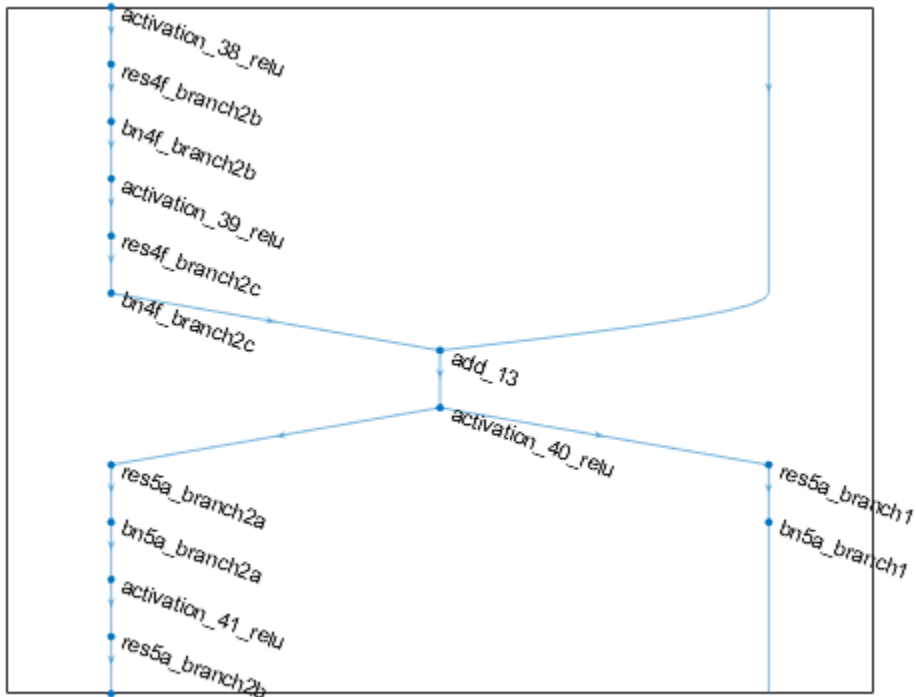 activation_38_relu
res4f_branch2b
bn4f_branch2b
activation_39_relu
res4f_branch2c
bn4f_branch2c
add_13
activation_40_relu
res5a_branch2a
bn5a_branch2a
activation_41_relu
res5a_branch2b
res5a_branch1
bn5a_branch1